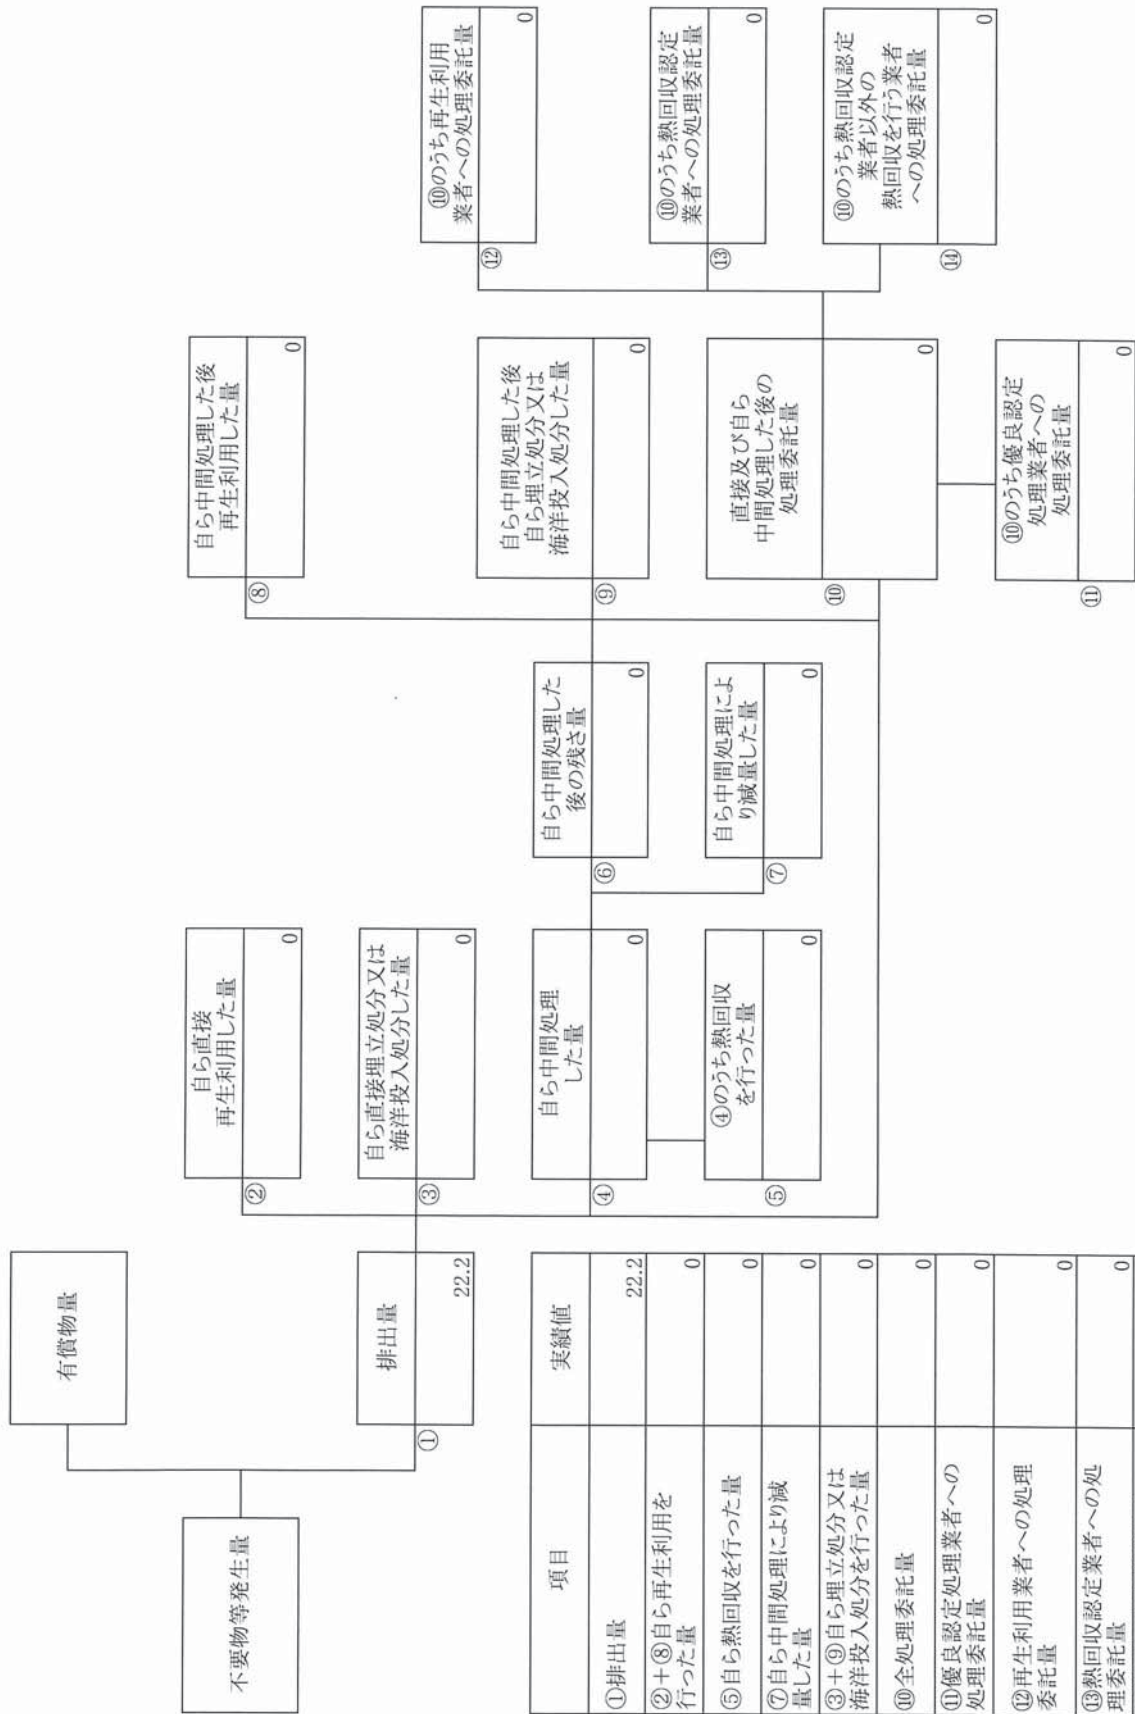 不要物等発生量
有償物量
①
排出量
22.2
②
自ら直接
再生利用した量
0
③
自ら直接埋立処分又は
海洋投入処分した量
0
④
自ら中間処理
した量
0
⑤
④のうち熱回収
を行った量
0
⑥
自ら中間処理した
後の残さ量
0
⑦
自ら中間処理によ
り減量した量
0
⑧
自ら中間処理した後
再生利用した量
0
⑨
自ら中間処理した後
自ら埋立処分又は
海洋投入処分した量
0
⑩
直接及び自ら
中間処理した後の
処理委託量
0
⑪
⑩のうち優良認定
処理業者への
処理委託量
0
⑫
⑩のうち再生利用
業者への処理委託量
0
⑬
⑩のうち熱回収認定
業者への処理委託量
0
⑭
⑩のうち熱回収認定
業者以外の
熱回収を行う業者
への処理委託量
0
項目 実績値
①排出量 22.2
②+⑧自ら再生利用を
行った量 0
⑤自ら熱回収を行った量 0
⑦自ら中間処理により減
量した量 0
③+⑨自ら埋立処分又は
海洋投入処分を行った量 0
⑩全処理委託量 0
⑪優良認定処理業者への
処理委託量 0
⑫再生利用業者への処理
委託量 0
⑬熱回収認定業者への処
理委託量 0